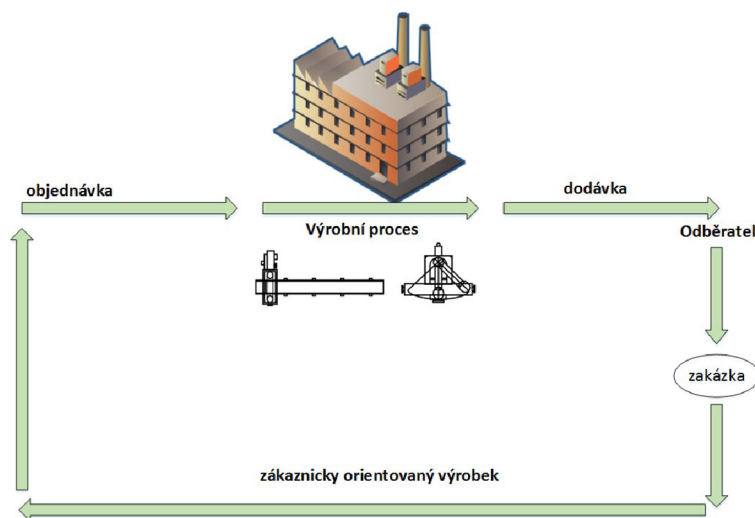 objednávka
dodávka
Výrobní proces
Odběratel
zakázka
zákaznicky orientovaný výrobek